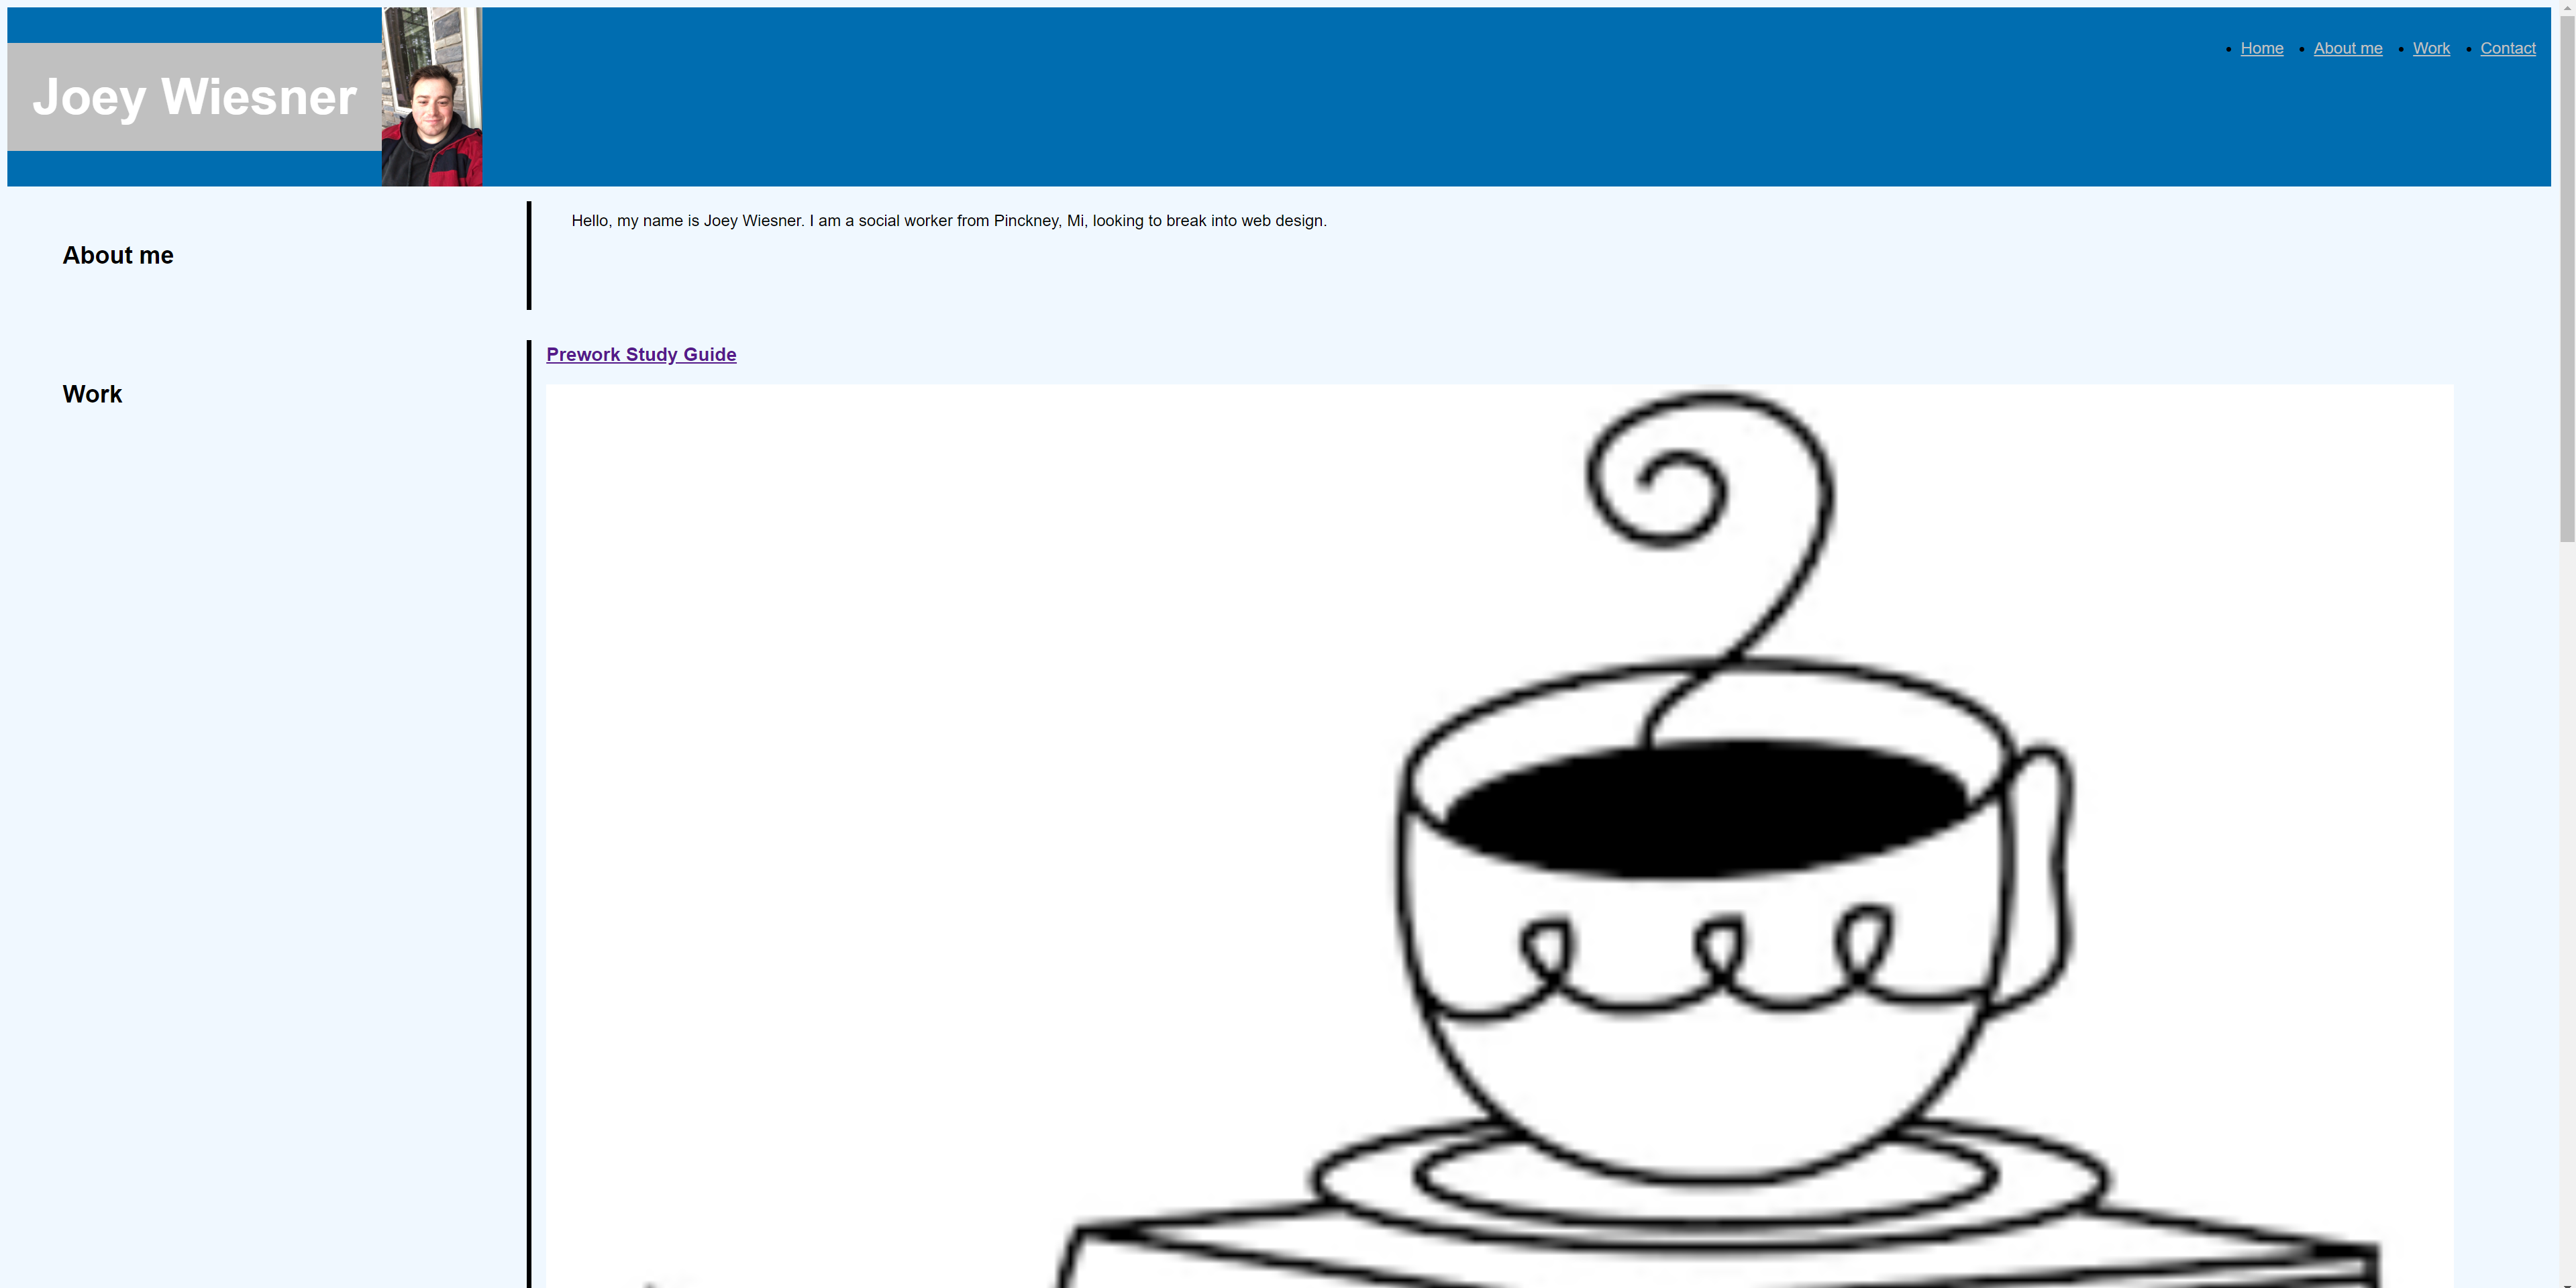 Joey Wiesner
Home
About me
Work
Contact
About me
Hello, my name is Joey Wiesner. I am a social worker from Pinckney, Mi, looking to break into web design.
Work
Prework Study Guide